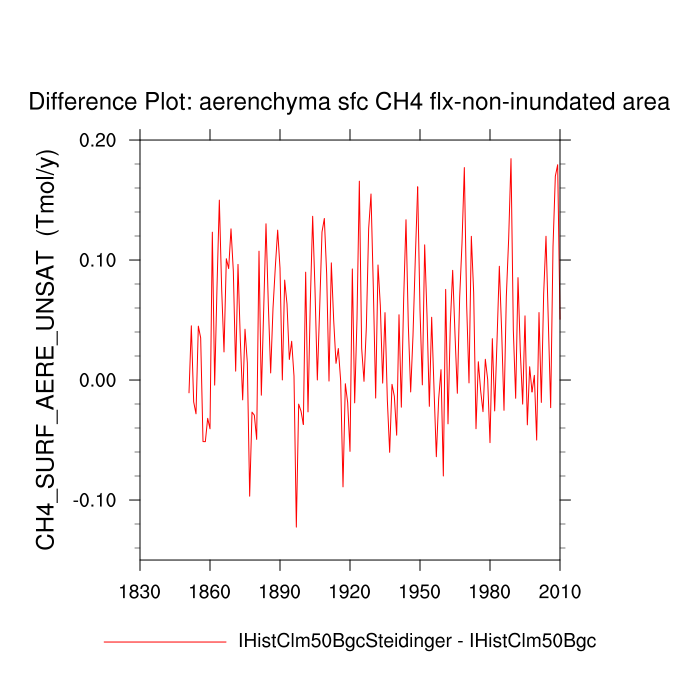 Difference Plot: aerenchyma sfc CH4 flx-non-inundated area
CH4_SURF_AERE_UNSAT (Tmol/y)
0.20
0.10
0.00
-0.10
1830 1860 1890 1920 1950 1980 2010
IHistClm50BgcSteidinger - IHistClm50Bgc